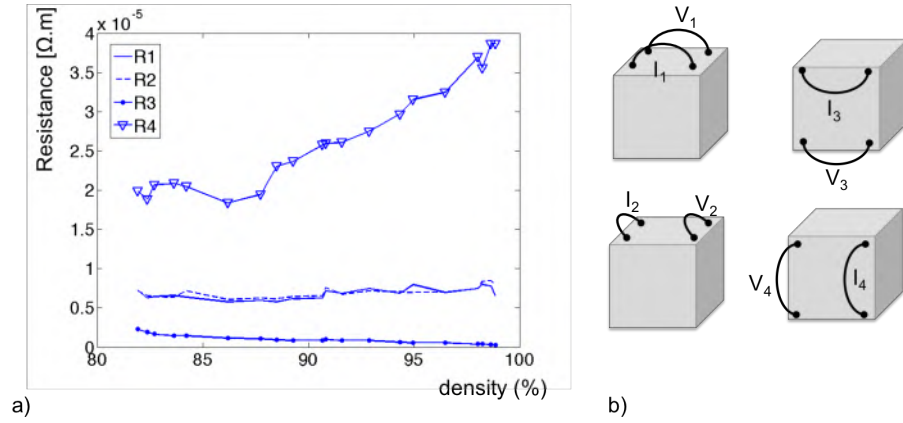 x 10⁻⁵
Resistance [Ω.m]
4
3.5
3
2.5
2
1.5
1
0.5
0
R1
R2
R3
R4
80
85
90
95
100
density (%)
a)
V₁
I₁
I₃
V₃
I₂
V₂
V₄
I₄
b)